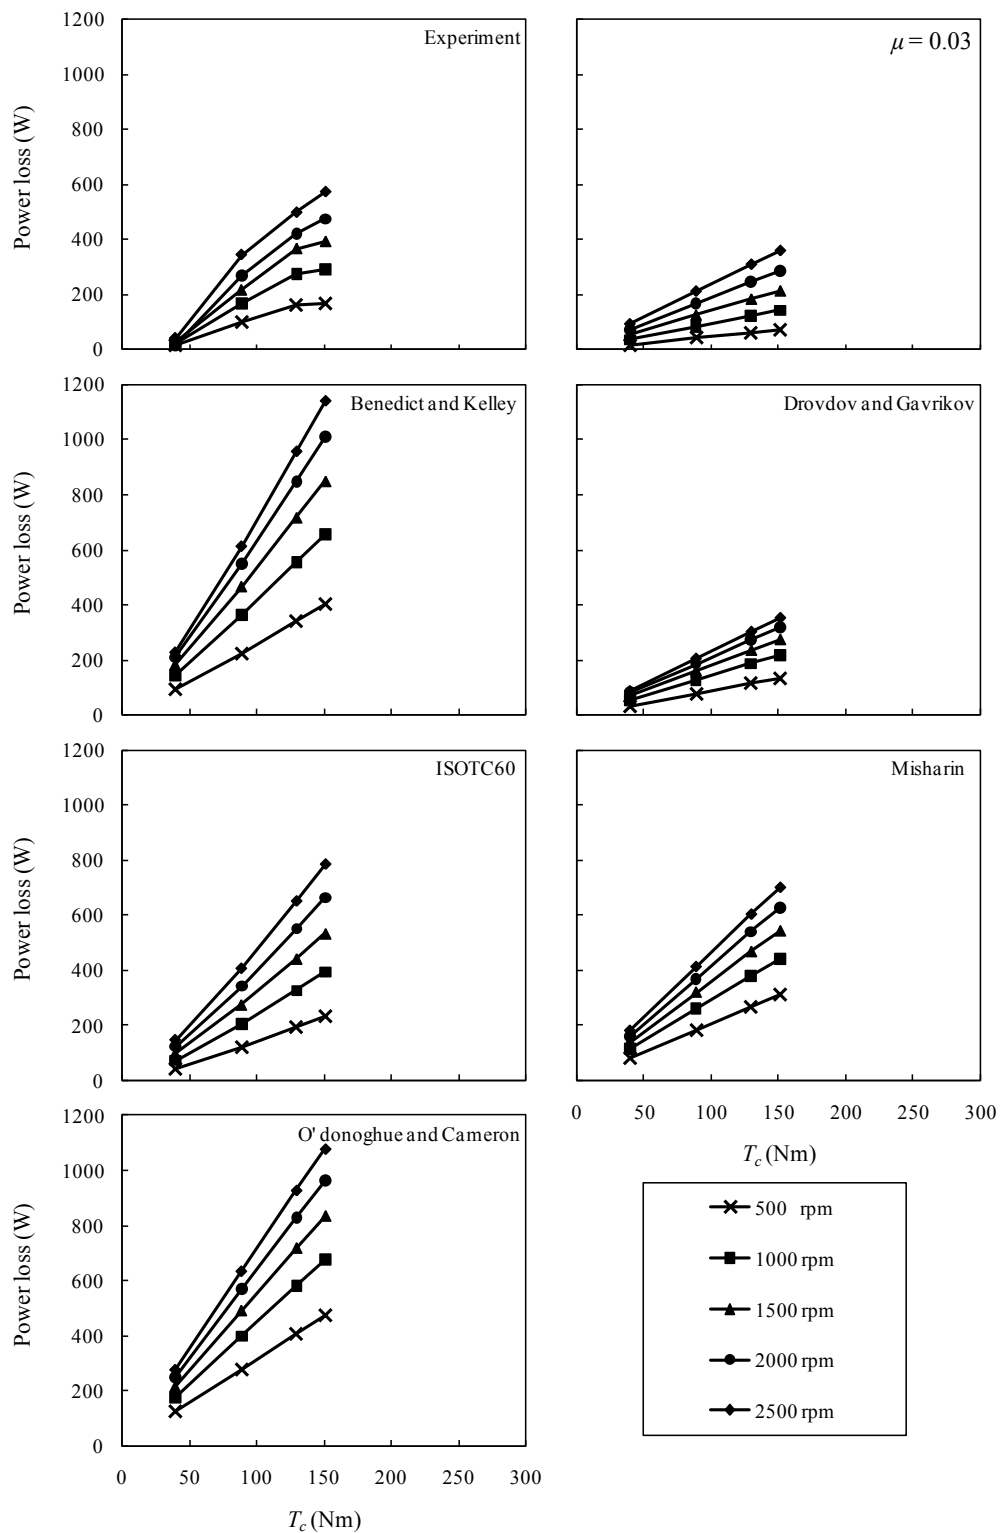 1200
1000
800
600
400
200
0
Power loss (W)
Experiment
μ = 0.03
1200
1000
800
600
400
200
0
Power loss (W)
Benedict and Kelley
Drovdov and Gavrikov
1200
1000
800
600
400
200
0
Power loss (W)
ISOTC60
Misharin
0 50 100 150 200 250 300
T_c (Nm)
1200
1000
800
600
400
200
0
Power loss (W)
O' donoghue and Cameron
0 50 100 150 200 250 300
T_c (Nm)
500 rpm
1000 rpm
1500 rpm
2000 rpm
2500 rpm